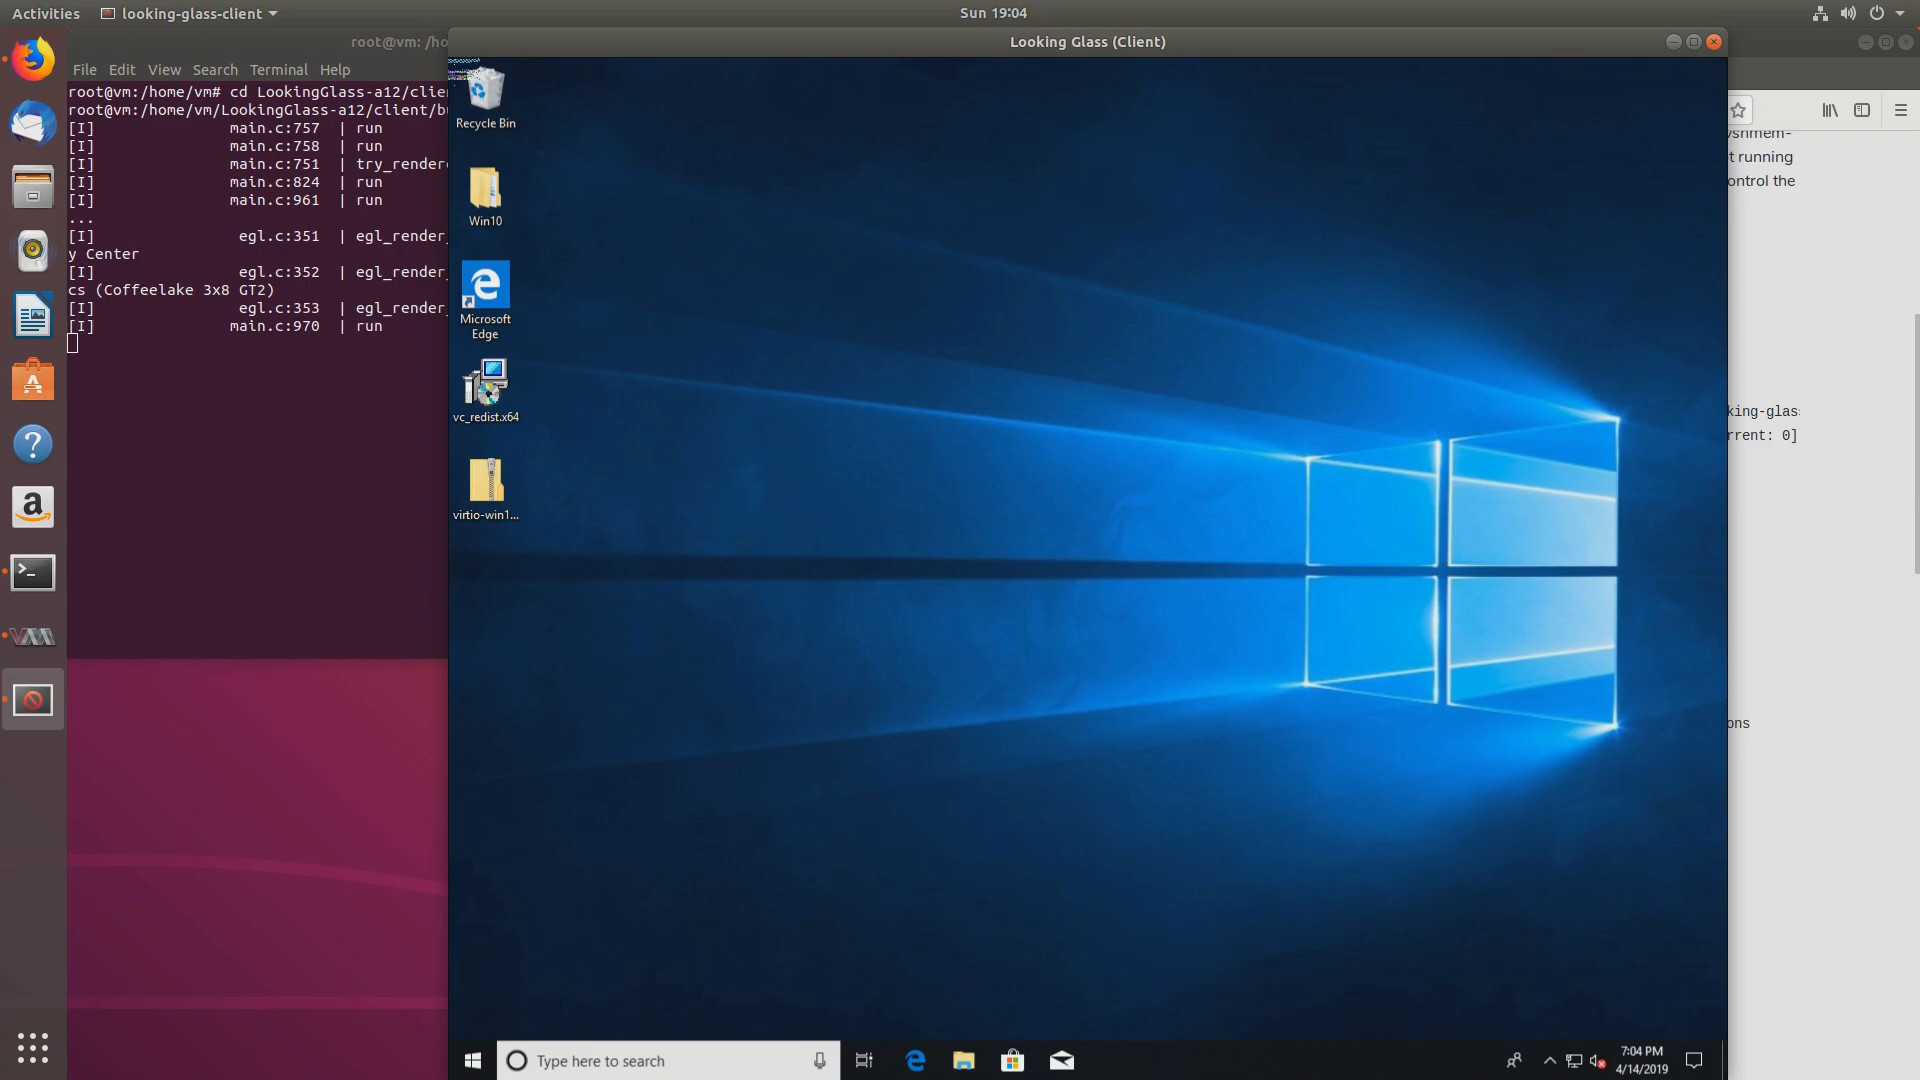 Activities
looking-glass-client
Sun 19:04
root@vm: /ho
Looking Glass (Client)
File Edit View Search Terminal Help
root@vm:/home/vm# cd LookingGlass-a12/clie
root@vm:/home/vm/LookingGlass-a12/client/b
[I] main.c:757 | run
[I] main.c:758 | run
[I] main.c:751 | try_render
[I] main.c:824 | run
[I] main.c:961 | run
...
[I] egl.c:351 | egl_render_
y Center
[I] egl.c:352 | egl_render_
cs (Coffeelake 3x8 GT2)
[I] egl.c:353 | egl_render_
[I] main.c:970 | run
Recycle Bin
Win10
Microsoft
Edge
vc_redist.x64
virtio-win1...
t running
ontrol the
king-glas
rrent: 0]
ons
Type here to search
7:04 PM
4/14/2019